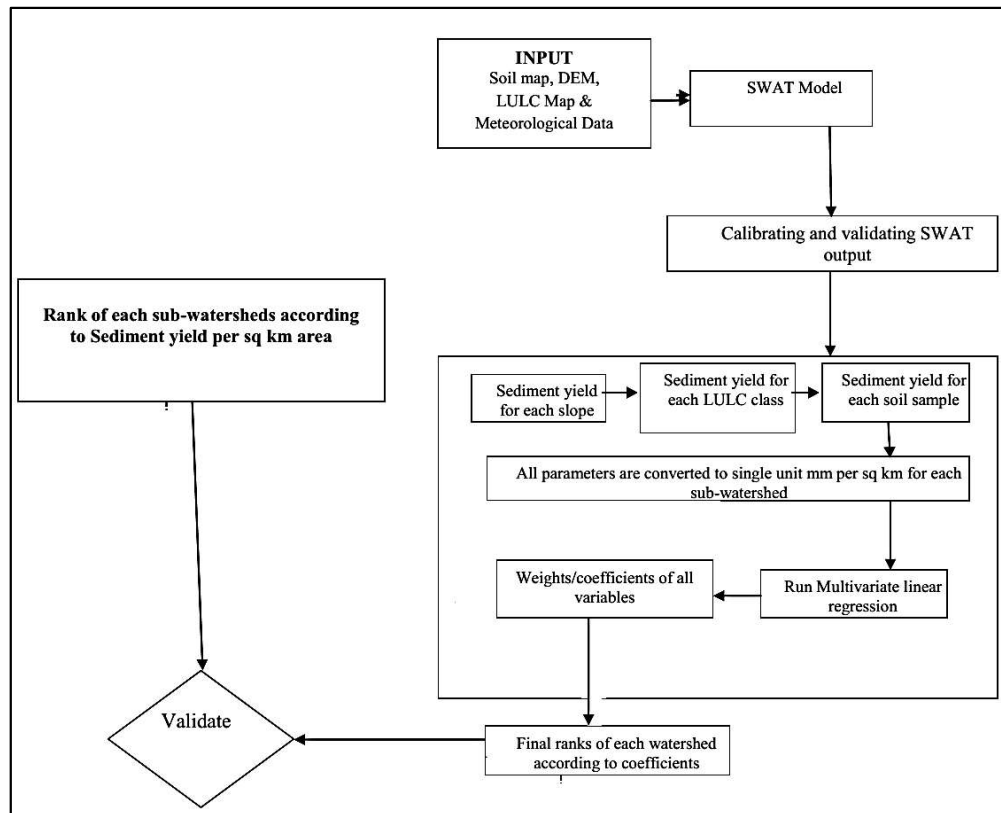 INPUT
Soil map, DEM,
LULC Map &
Meteorological Data
SWAT Model
Calibrating and validating SWAT
output
Rank of each sub-watersheds according
to Sediment yield per sq km area
Sediment yield
for each slope
Sediment yield for
each LULC class
Sediment yield for
each soil sample
All parameters are converted to single unit mm per sq km for each
sub-watershed
Run Multivariate linear
regression
Weights/coefficients of all
variables
Final ranks of each watershed
according to coefficients
Validate